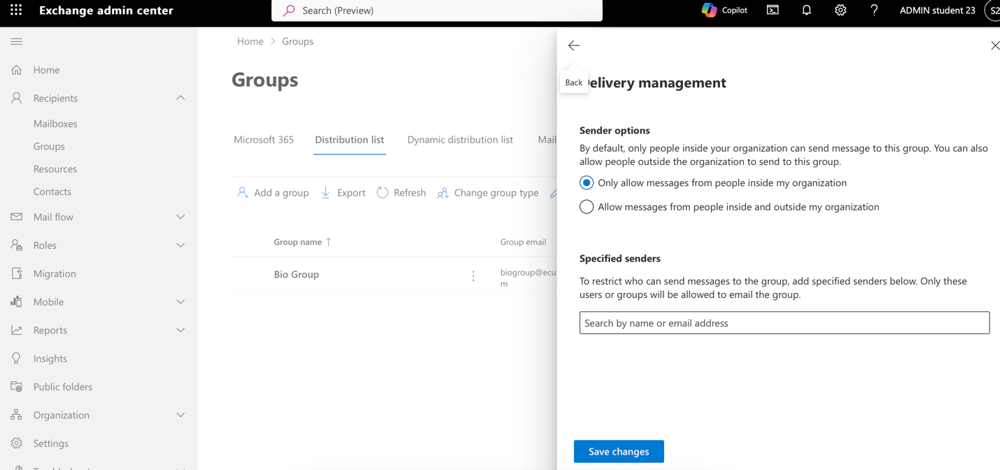 Exchange admin center
Search (Preview)
Copilot
ADMIN student 23
S2
Home
Recipients
Mailboxes
Groups
Resources
Contacts
Mail flow
Roles
Migration
Mobile
Reports
Insights
Public folders
Organization
Settings
Home > Groups
Groups
Microsoft 365
Distribution list
Dynamic distribution list
Mail
Add a group
Export
Refresh
Change group type
Group name ↑
Group email
Bio Group
biogroup@ecu
m
Back
elivery management
Sender options
By default, only people inside your organization can send message to this group. You can also
allow people outside the organization to send to this group.
Only allow messages from people inside my organization
Allow messages from people inside and outside my organization
Specified senders
To restrict who can send messages to the group, add specified senders below. Only these
users or groups will be allowed to email the group.
Search by name or email address
Save changes